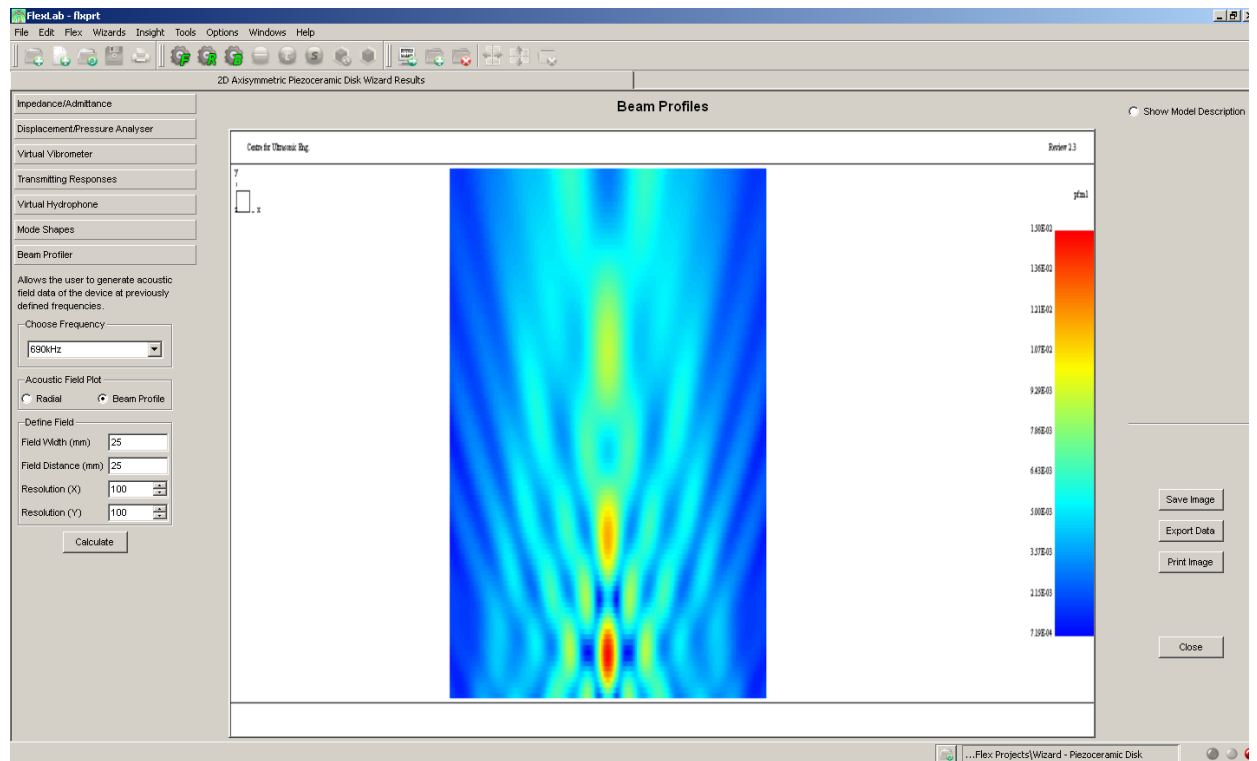 FlexLab - flxprt
File Edit Flex Wizards Insight Tools Options Windows Help
2D Axisymmetric Piezoceramic Disk Wizard Results
Impedance/Admittance
Displacement/Pressure Analyser
Virtual Vibrometer
Transmitting Responses
Virtual Hydrophone
Mode Shapes
Beam Profiler
Allows the user to generate acoustic
field data of the device at previously
defined frequencies.
Choose Frequency
690kHz
Acoustic Field Plot
Radial Beam Profile
Define Field
Field Width (mm) 25
Field Distance (mm) 25
Resolution (X) 100
Resolution (Y) 100
Calculate
Beam Profiles
Centre for Ultrasonic Eng. Review 2.3
y
x
pfm1
1.50E-02
1.36E-02
1.21E-02
1.07E-02
9.29E-03
7.86E-03
6.43E-03
5.00E-03
3.57E-03
2.15E-03
7.19E-04
Show Model Description
Save Image
Export Data
Print Image
Close
...Flex Projects\Wizard - Piezoceramic Disk